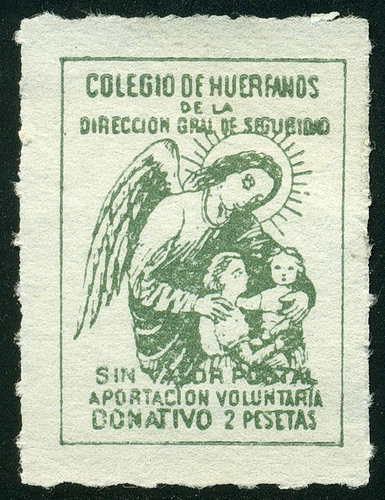 COLEGIO DE HUERFANOS
DE LA
DIRECCION GRAL DE SEGURIDAD
SIN VALOR POSTAL
APORTACION VOLUNTARIA
DONATIVO 2 PESETAS